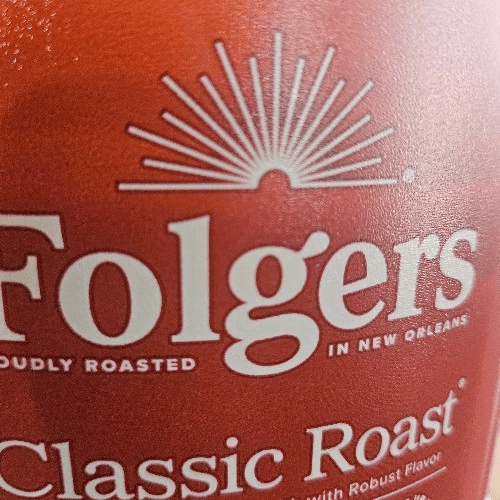 Folgers
OUDLY ROASTED IN NEW ORLEANS
Classic Roast
with Robust Flavor